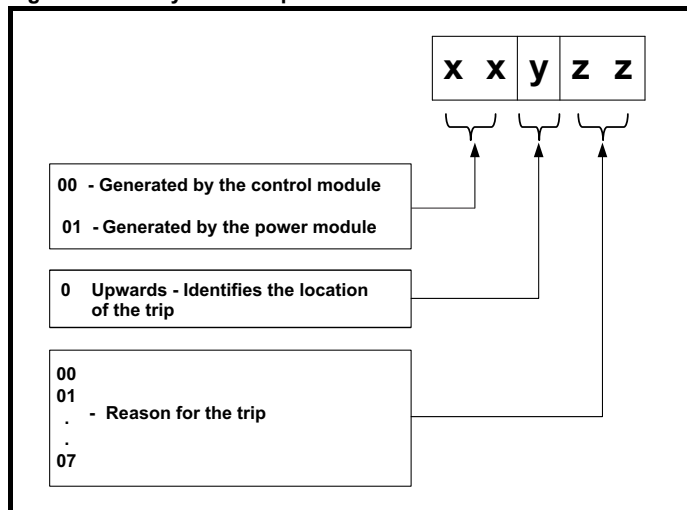 x x y z z
00 - Generated by the control module
01 - Generated by the power module
0 Upwards - Identifies the location
of the trip
00
01
.
- Reason for the trip
.
07